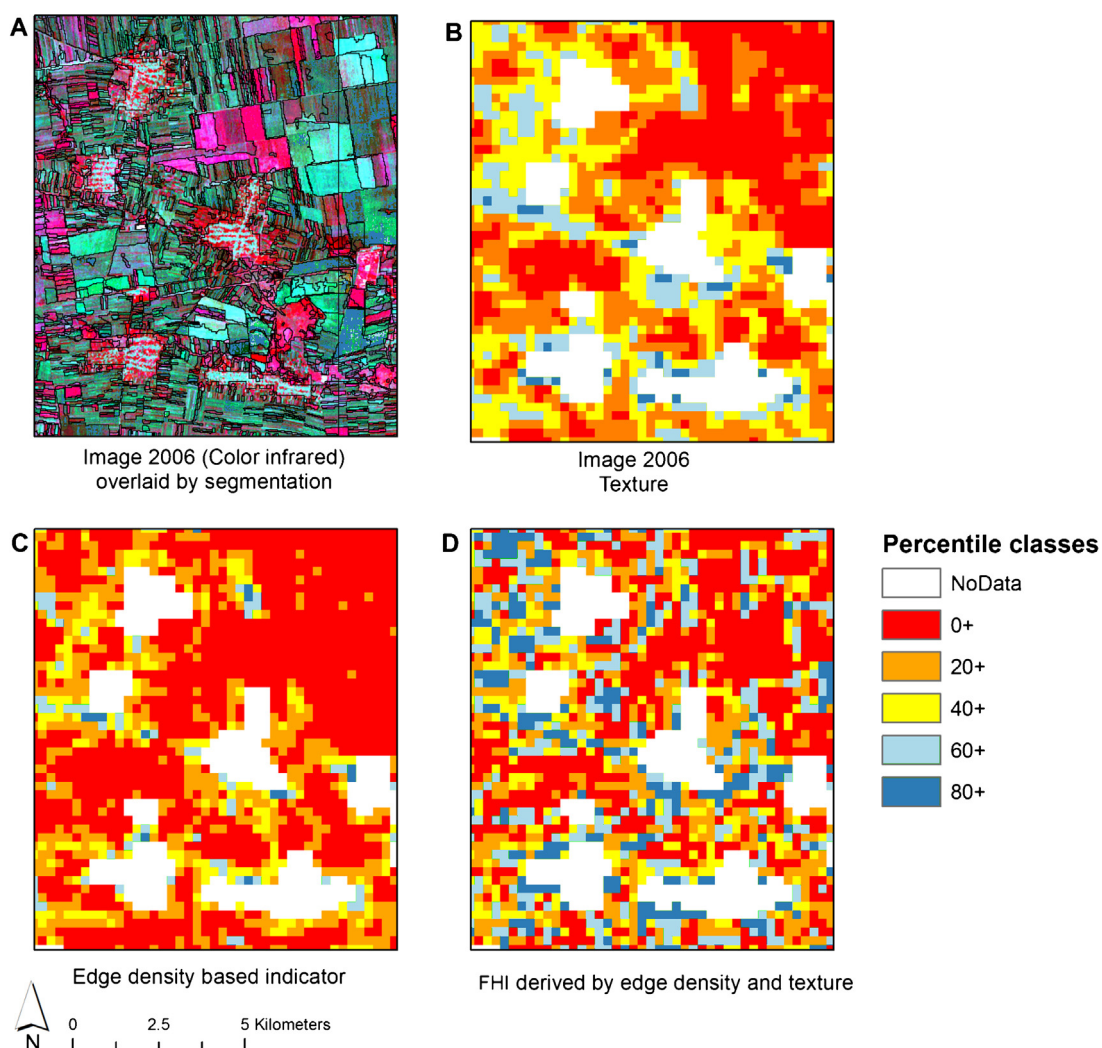 A
B
Image 2006 (Color infrared)
overlaid by segmentation
Image 2006
Texture
C
D
Percentile classes
NoData
0+
20+
40+
60+
80+
Edge density based indicator
FHI derived by edge density and texture
N
0 2.5 5 Kilometers